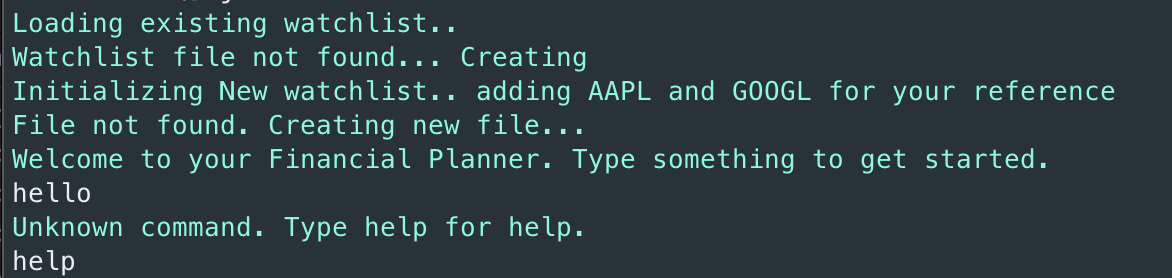 Loading existing watchlist..
Watchlist file not found... Creating
Initializing New watchlist.. adding AAPL and GOOGL for your reference
File not found. Creating new file...
Welcome to your Financial Planner. Type something to get started.
hello
Unknown command. Type help for help.
help